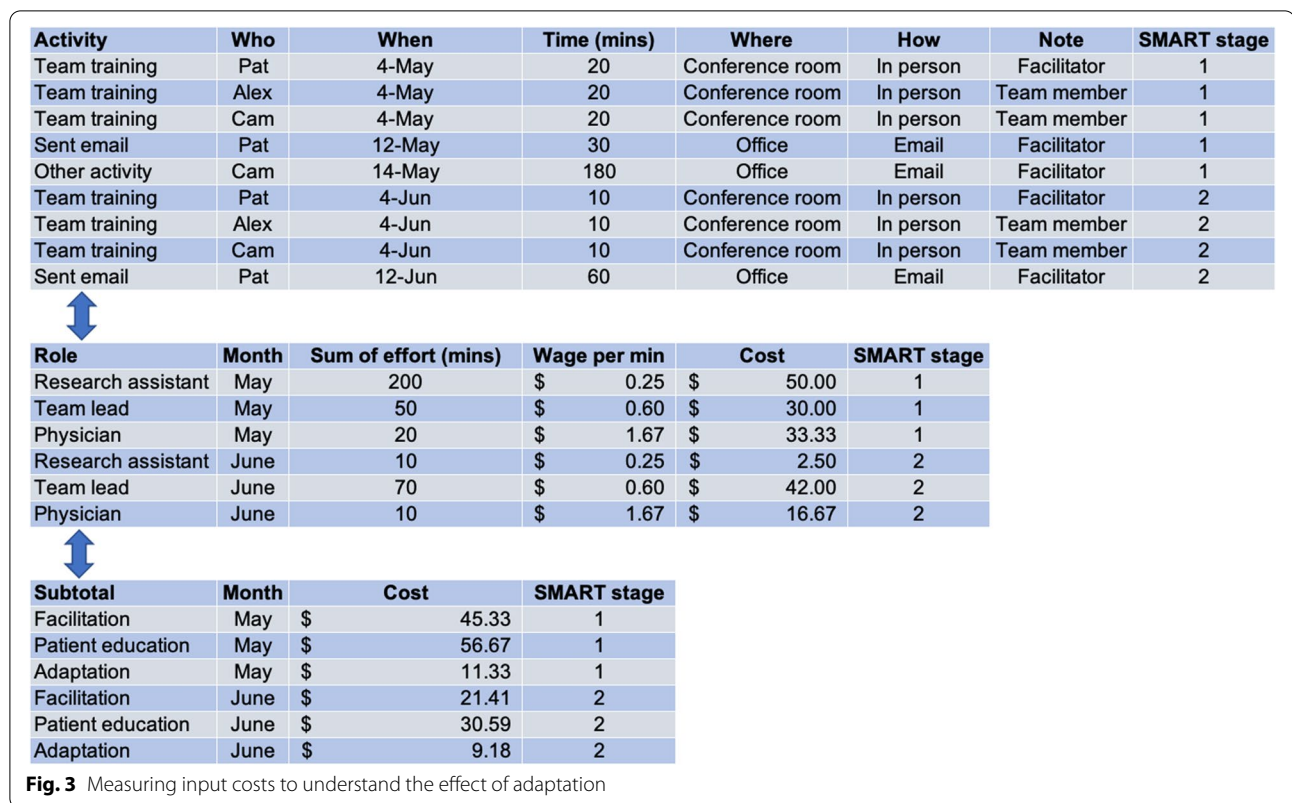 Activity Who When Time (mins) Where How Note SMART stage
Team training Pat 4-May 20 Conference room In person Facilitator 1
Team training Alex 4-May 20 Conference room In person Team member 1
Team training Cam 4-May 20 Conference room In person Team member 1
Sent email Pat 12-May 30 Office Email Facilitator 1
Other activity Cam 14-May 180 Office Email Facilitator 1
Team training Pat 4-Jun 10 Conference room In person Facilitator 2
Team training Alex 4-Jun 10 Conference room In person Team member 2
Team training Cam 4-Jun 10 Conference room In person Team member 2
Sent email Pat 12-Jun 60 Office Email Facilitator 2
Role Month Sum of effort (mins) Wage per min Cost SMART stage
Research assistant May 200 $ 0.25 $ 50.00 1
Team lead May 50 $ 0.60 $ 30.00 1
Physician May 20 $ 1.67 $ 33.33 1
Research assistant June 10 $ 0.25 $ 2.50 2
Team lead June 70 $ 0.60 $ 42.00 2
Physician June 10 $ 1.67 $ 16.67 2
Subtotal Month Cost SMART stage
Facilitation May $ 45.33 1
Patient education May $ 56.67 1
Adaptation May $ 11.33 1
Facilitation June $ 21.41 2
Patient education June $ 30.59 2
Adaptation June $ 9.18 2
Fig. 3 Measuring input costs to understand the effect of adaptation